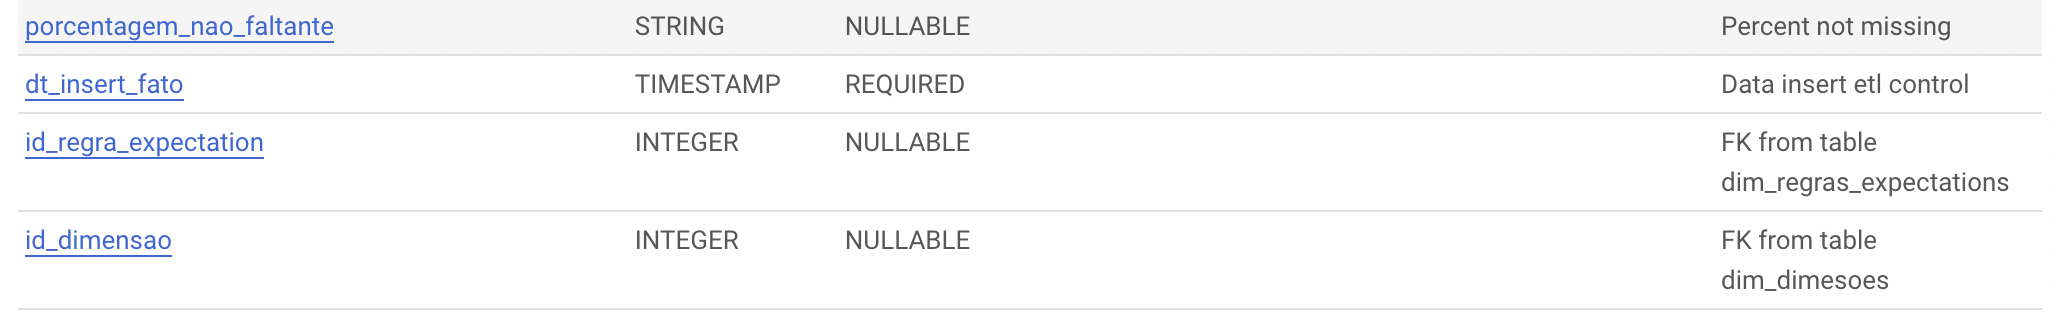 porcentagem_nao_faltante STRING NULLABLE Percent not missing
dt_insert_fato TIMESTAMP REQUIRED Data insert etl control
id_regra_expectation INTEGER NULLABLE FK from table
dim_regras_expectations
id_dimensao INTEGER NULLABLE FK from table
dim_dimesoes